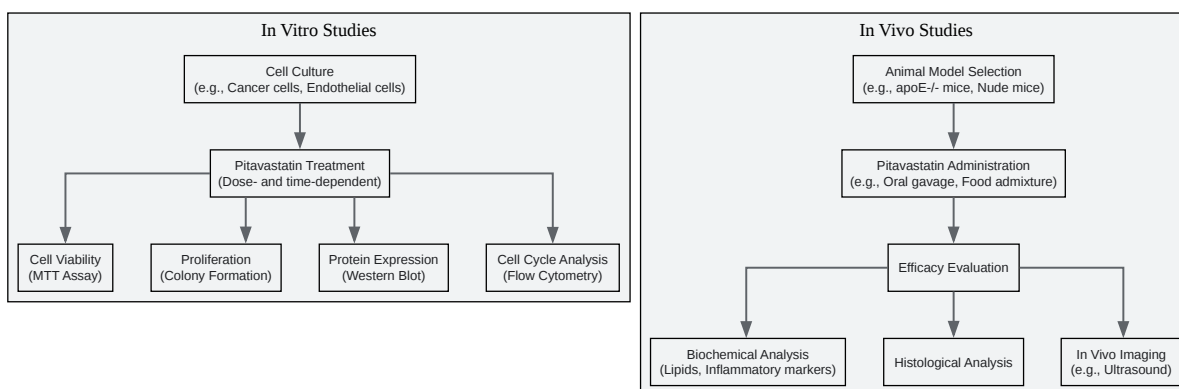 In Vitro Studies
Cell Culture
(e.g., Cancer cells, Endothelial cells)
Pitavastatin Treatment
(Dose- and time-dependent)
Cell Viability
(MTT Assay)
Proliferation
(Colony Formation)
Protein Expression
(Western Blot)
Cell Cycle Analysis
(Flow Cytometry)
In Vivo Studies
Animal Model Selection
(e.g., apoE-/- mice, Nude mice)
Pitavastatin Administration
(e.g., Oral gavage, Food admixture)
Efficacy Evaluation
Biochemical Analysis
(Lipids, Inflammatory markers)
Histological Analysis
In Vivo Imaging
(e.g., Ultrasound)